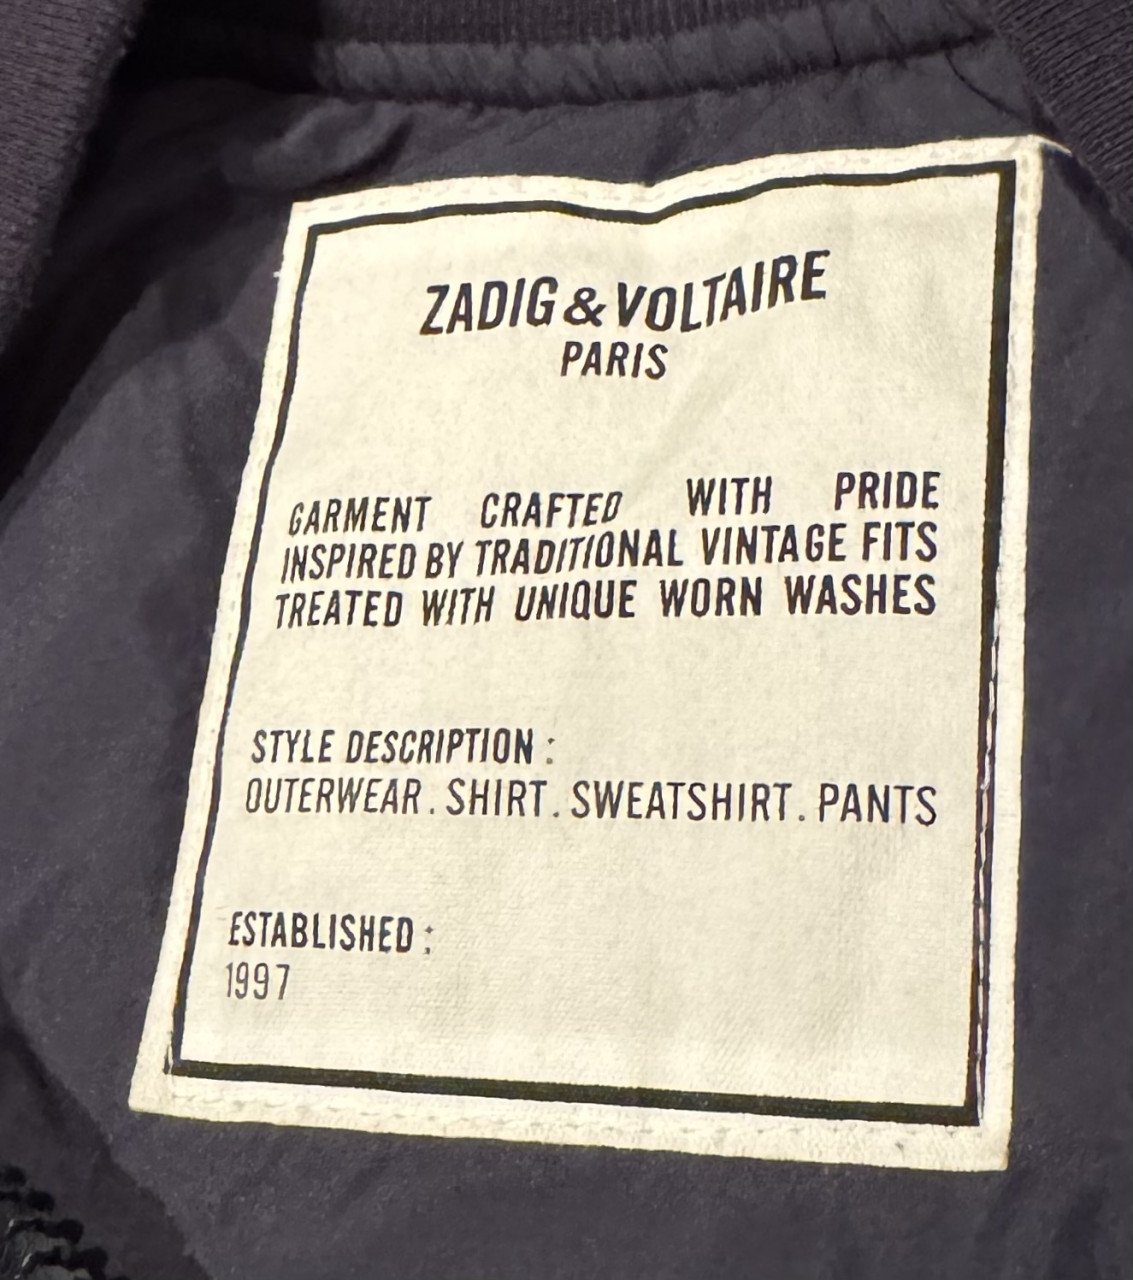 ZADIG & VOLTAIRE
PARIS
GARMENT CRAFTED WITH PRIDE
INSPIRED BY TRADITIONAL VINTAGE FITS
TREATED WITH UNIQUE WORN WASHES
STYLE DESCRIPTION :
OUTERWEAR . SHIRT . SWEATSHIRT . PANTS
ESTABLISHED :
1997